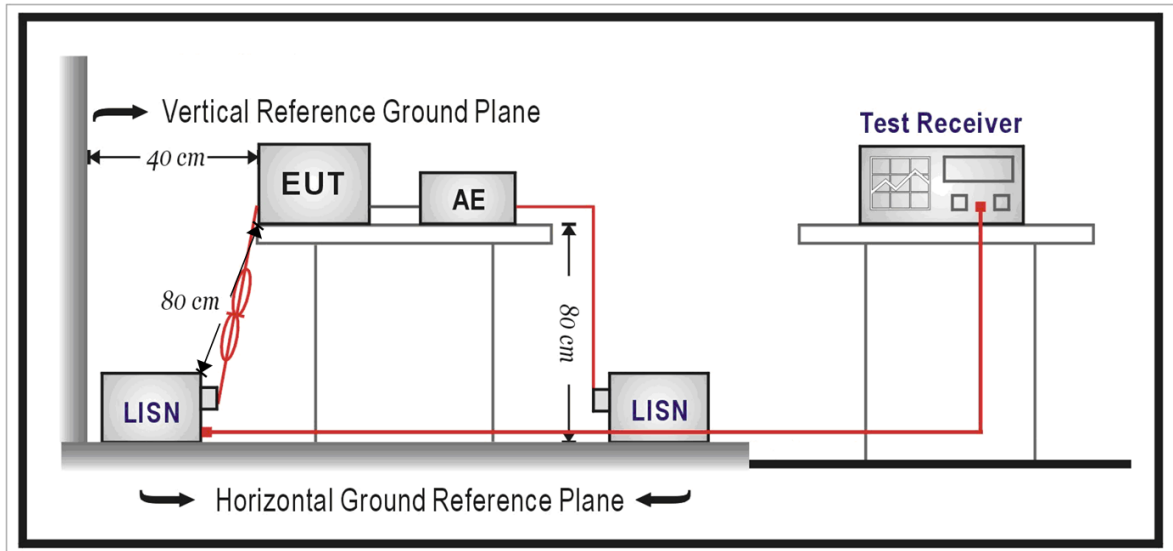 Vertical Reference Ground Plane
40 cm
EUT
AE
Test Receiver
80 cm
80 cm
LISN
LISN
Horizontal Ground Reference Plane